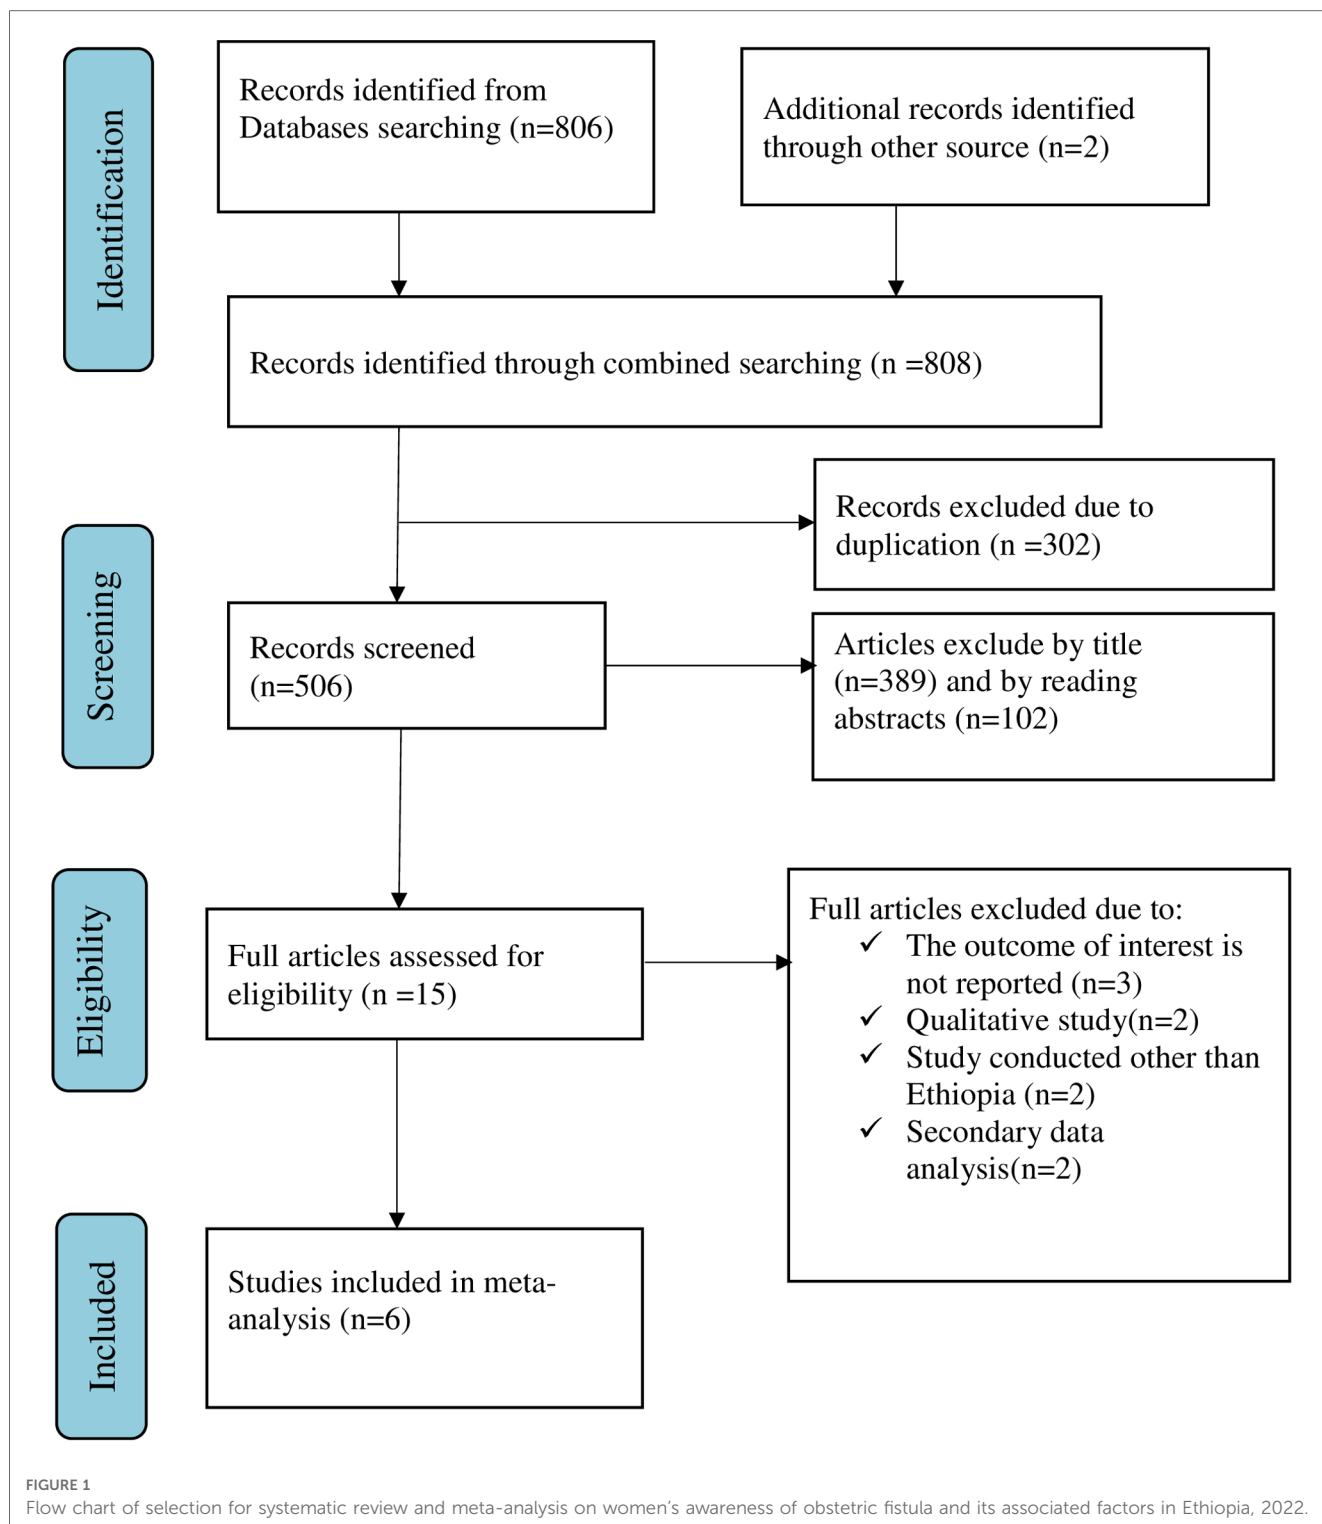 Identification
Records identified from
Databases searching (n=806)
Additional records identified
through other source (n=2)
Records identified through combined searching (n =808)
Records excluded due to
duplication (n =302)
Screening
Records screened
(n=506)
Articles exclude by title
(n=389) and by reading
abstracts (n=102)
Eligibility
Full articles assessed for
eligibility (n =15)
Full articles excluded due to:
✓ The outcome of interest is
not reported (n=3)
✓ Qualitative study(n=2)
✓ Study conducted other than
Ethiopia (n=2)
✓ Secondary data
analysis(n=2)
Included
Studies included in meta-
analysis (n=6)
FIGURE 1
Flow chart of selection for systematic review and meta-analysis on women's awareness of obstetric fistula and its associated factors in Ethiopia, 2022.